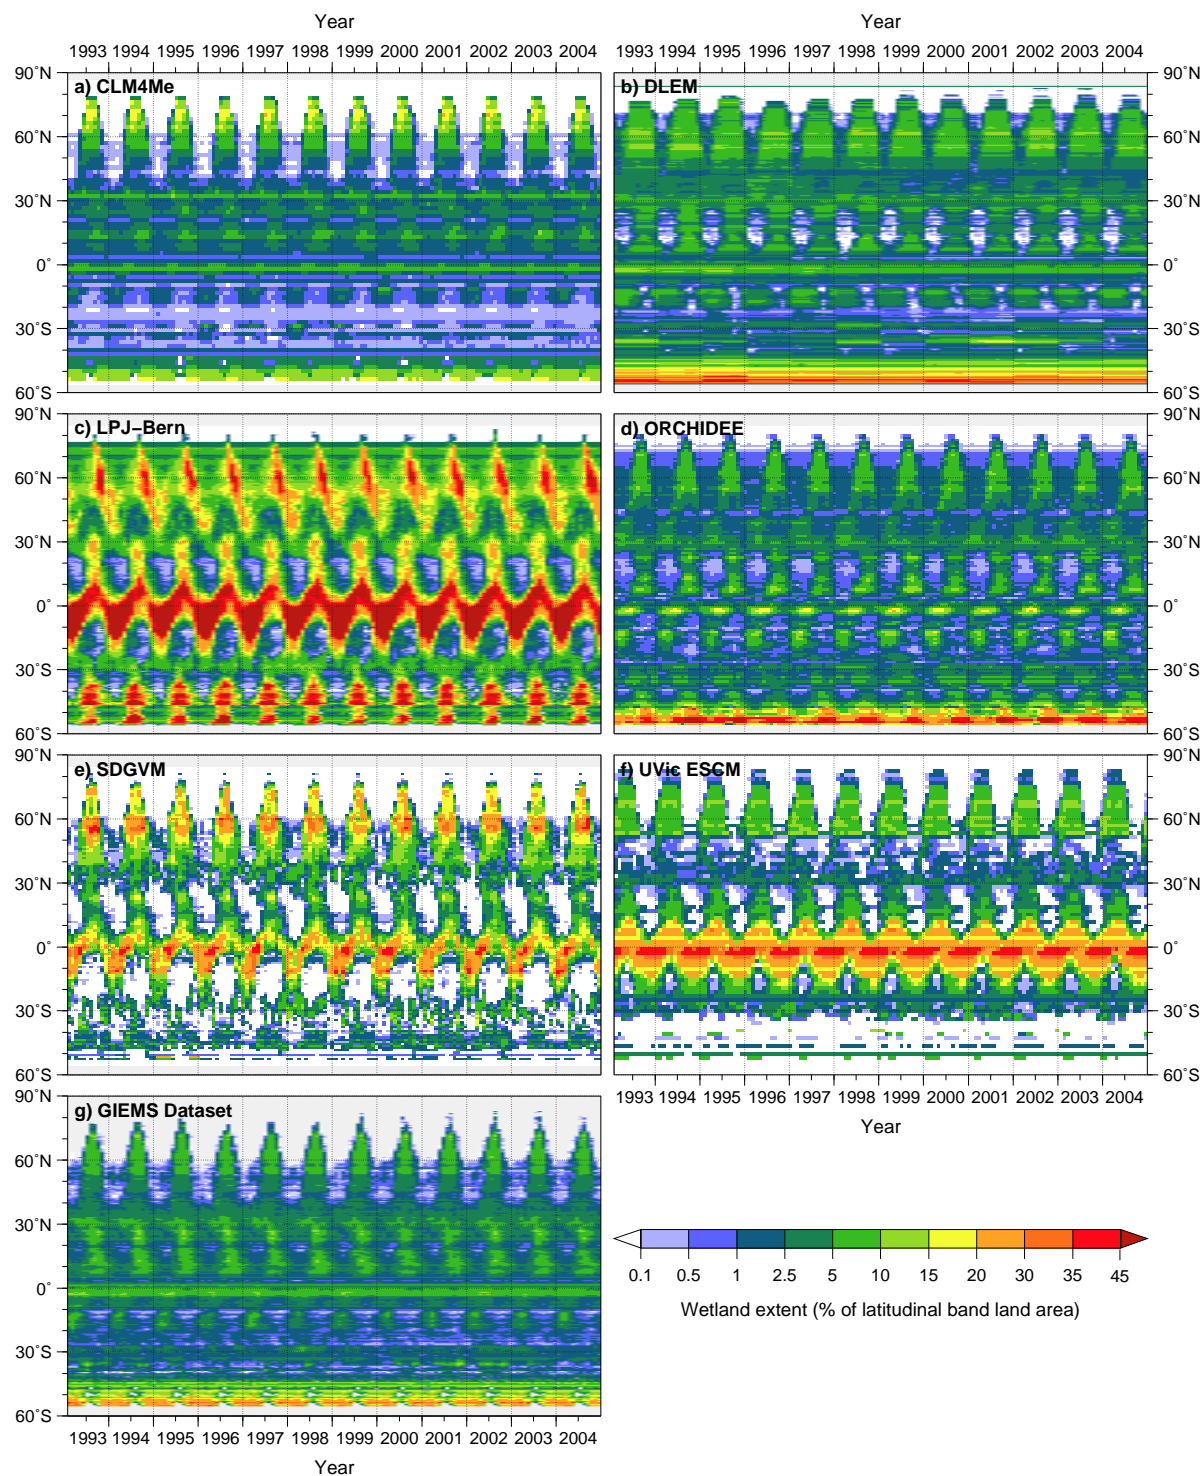 Year Year
1993 1994 1995 1996 1997 1998 1999 2000 2001 2002 2003 2004 1993 1994 1995 1996 1997 1998 1999 2000 2001 2002 2003 2004
90˚N a) CLM4Me b) DLEM 90˚N
60˚N 60˚N
30˚N 30˚N
0˚ 0˚
30˚S 30˚S
60˚S 60˚S
90˚N c) LPJ−Bern d) ORCHIDEE 90˚N
60˚N 60˚N
30˚N 30˚N
0˚ 0˚
30˚S 30˚S
60˚S 60˚S
90˚N e) SDGVM f) UVic ESCM 90˚N
60˚N 60˚N
30˚N 30˚N
0˚ 0˚
30˚S 30˚S
60˚S 60˚S
1993 1994 1995 1996 1997 1998 1999 2000 2001 2002 2003 2004
Year
90˚N g) GIEMS Dataset
60˚N
30˚N
0˚
30˚S
60˚S
1993 1994 1995 1996 1997 1998 1999 2000 2001 2002 2003 2004
Year
0.1 0.5 1 2.5 5 10 15 20 30 35 45
Wetland extent (% of latitudinal band land area)